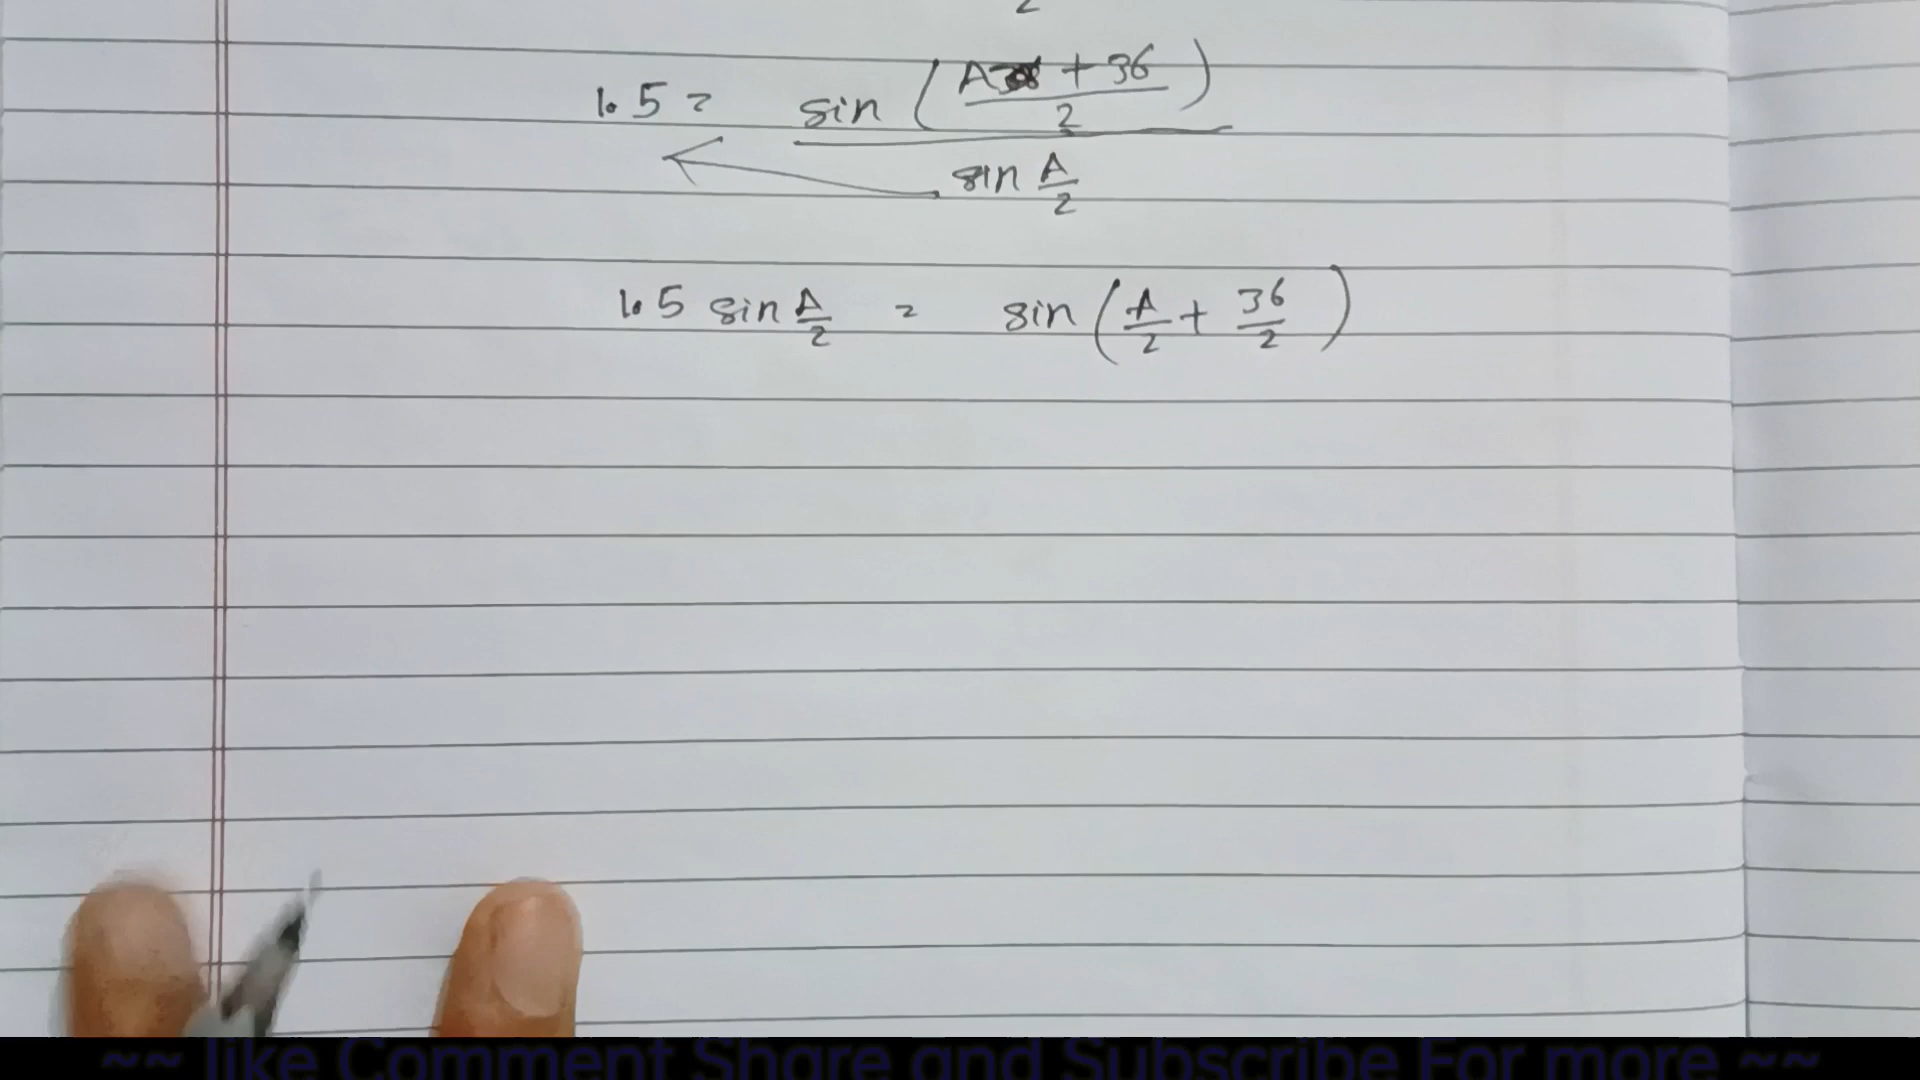 2
1.5 = sin (A + 36 / 2) / sin A/2
1.5 sin A/2 = sin (A/2 + 36/2)
~~ like Comment Share and Subscribe For more ~~